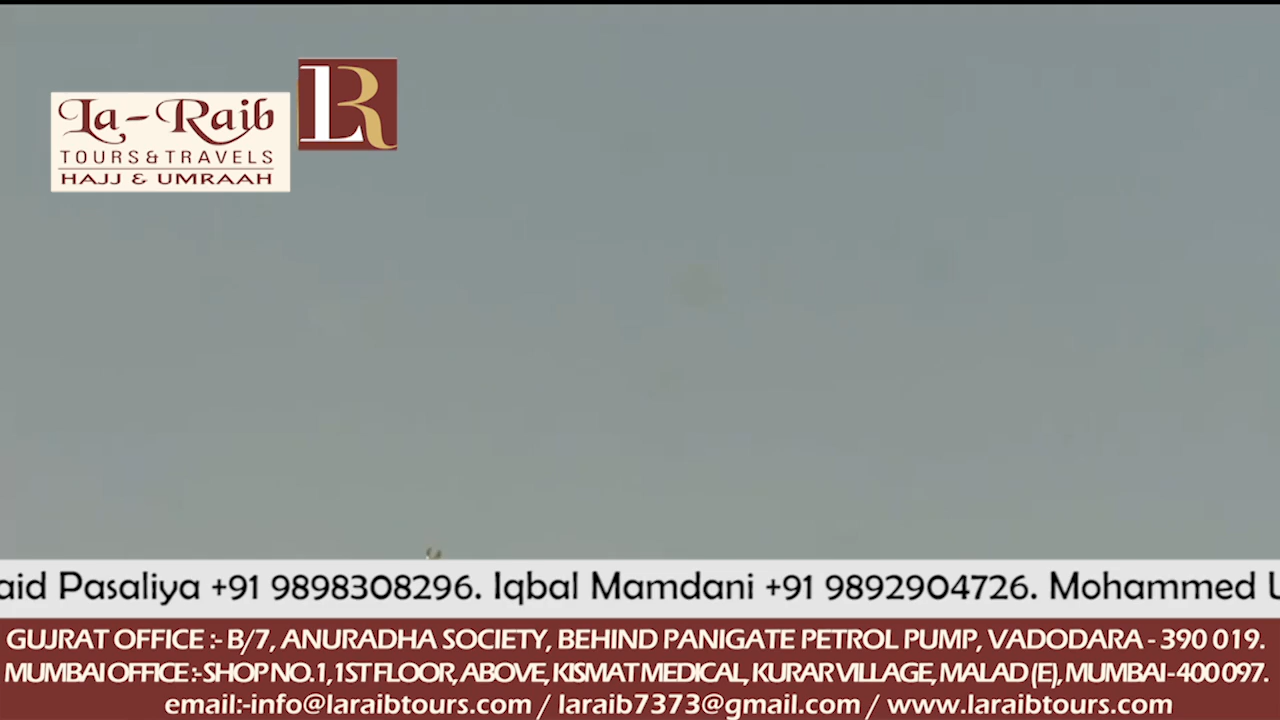 La-Raib
TOURS & TRAVELS
HAJJ & UMRAAH
LR
Pasaliya +91 9898308296. Iqbal Mamdani +91 9892904726. Mohammed
GUJRAT OFFICE :- B/7, ANURADHA SOCIETY, BEHIND PANIGATE PETROL PUMP, VADODARA - 390 019.
MUMBAI OFFICE :- SHOP NO. 1, 1ST FLOOR, ABOVE, KISMAT MEDICAL, KURAR VILLAGE, MALAD (E), MUMBAI - 400 097.
email:-info@laraibtours.com / laraib7373@gmail.com / www.laraibtours.com